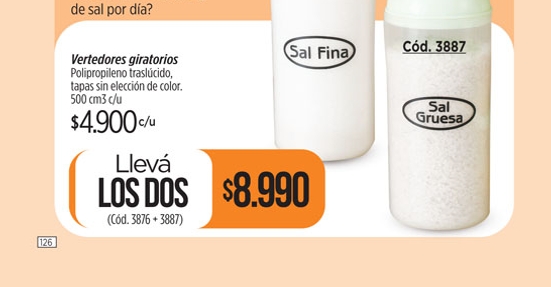 de sal por día?
Vertedores giratorios
Polipropileno traslúcido,
tapas sin elección de color.
500 cm3 c/u
$4.900 c/u
Sal Fina
Cód. 3887
Sal
Gruesa
Llevá
LOS DOS
(Cód. 3876 + 3887)
$8.990
126